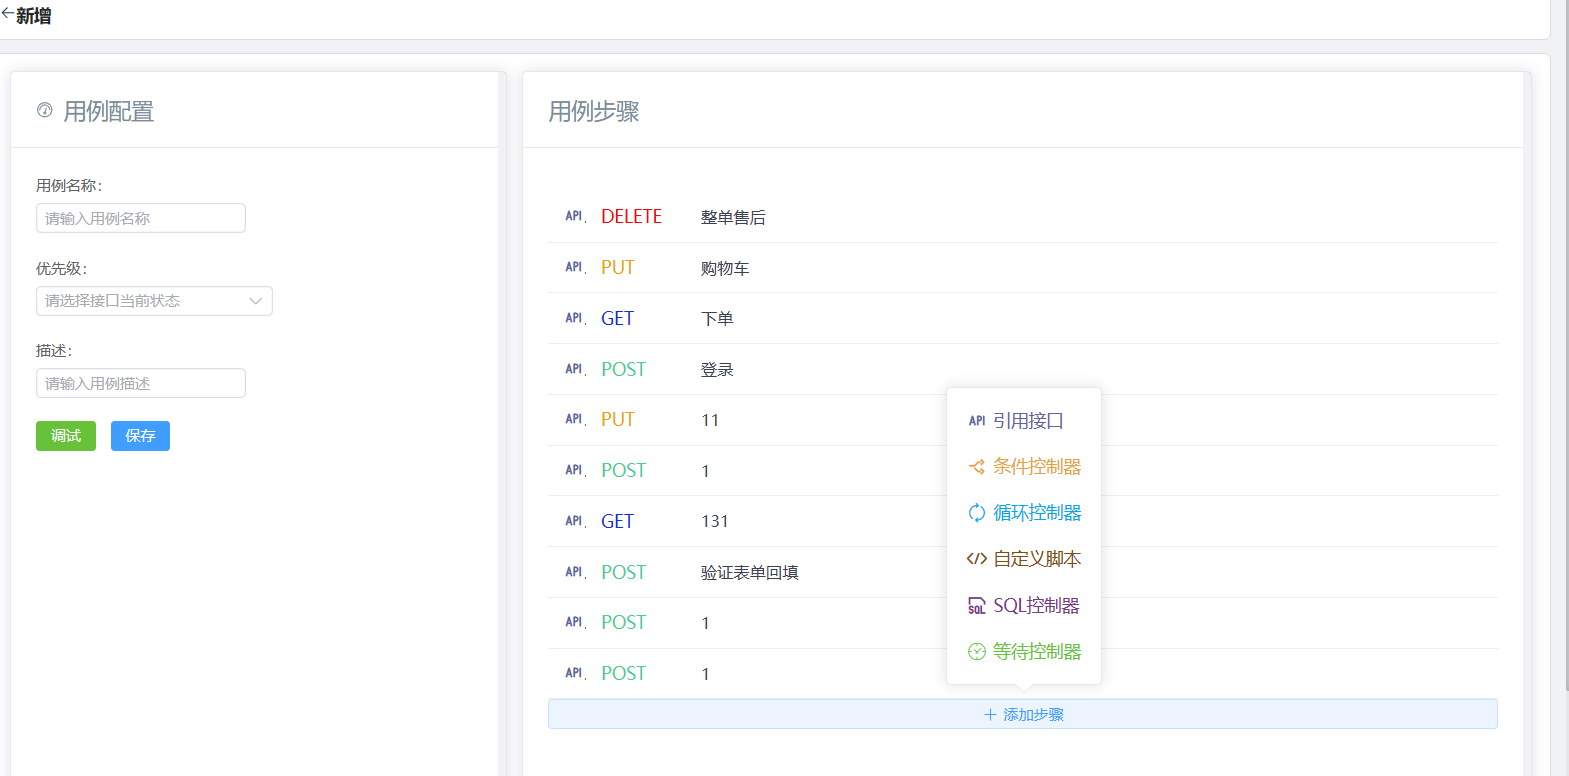 新增
用例配置
用例名称：
请输入用例名称
优先级：
请选择接口当前状态
描述：
请输入用例描述
调试 保存
用例步骤
API. DELETE 整单售后
API. PUT 购物车
API. GET 下单
API. POST 登录
API. PUT 11
API. POST 1
API. GET 131
API. POST 验证表单回填
API. POST 1
API. POST 1
API 引用接口
条件控制器
循环控制器
</> 自定义脚本
SQL SQL控制器
等待控制器
+ 添加步骤